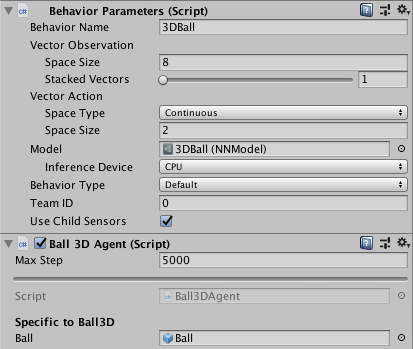 Behavior Parameters (Script)
Behavior Name 3DBall
Vector Observation
Space Size 8
Stacked Vectors 1
Vector Action
Space Type Continuous
Space Size 2
Model 3DBall (NNModel)
Inference Device CPU
Behavior Type Default
Team ID 0
Use Child Sensors
Ball 3D Agent (Script)
Max Step 5000
Script Ball3DAgent
Specific to Ball3D
Ball Ball